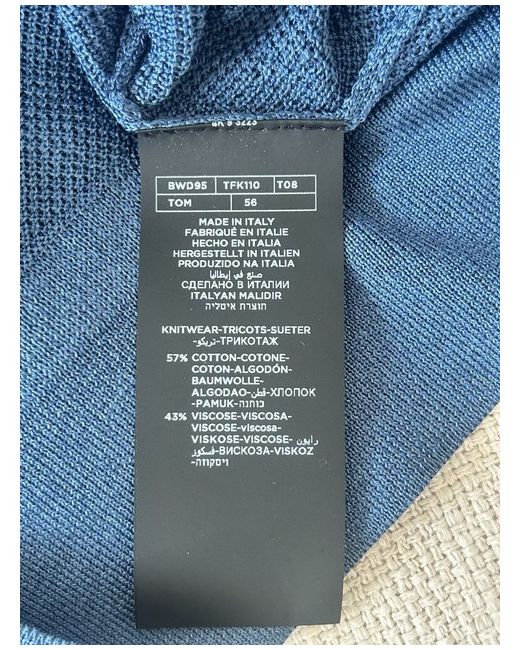 BWD95 TFK110 T08
TOM 56
MADE IN ITALY
FABRIQUÉ EN ITALIE
HECHO EN ITALIA
HERGESTELLT IN ITALIEN
PRODUZIDO NA ITALIA
صنع في إيطاليا
СДЕЛАНО В ИТАЛИИ
ITALYAN MALIDIR
תוצרת איטליה
KNITWEAR-TRICOTS-SUETER
-تريكو-ТРИКОТАЖ
57% COTTON-COTONE-
COTON-ALGODÓN-
BAUMWOLLE-
ALGODAO-قطن-ХЛОПОК
-PAMUK-כותנה
43% VISCOSE-VISCOSA-
VISCOSE-viscosa-
VISKOSE-VISCOSE- رايون
فسكوز-ВИСКОЗА-VISKOZ
-ויסקוזה